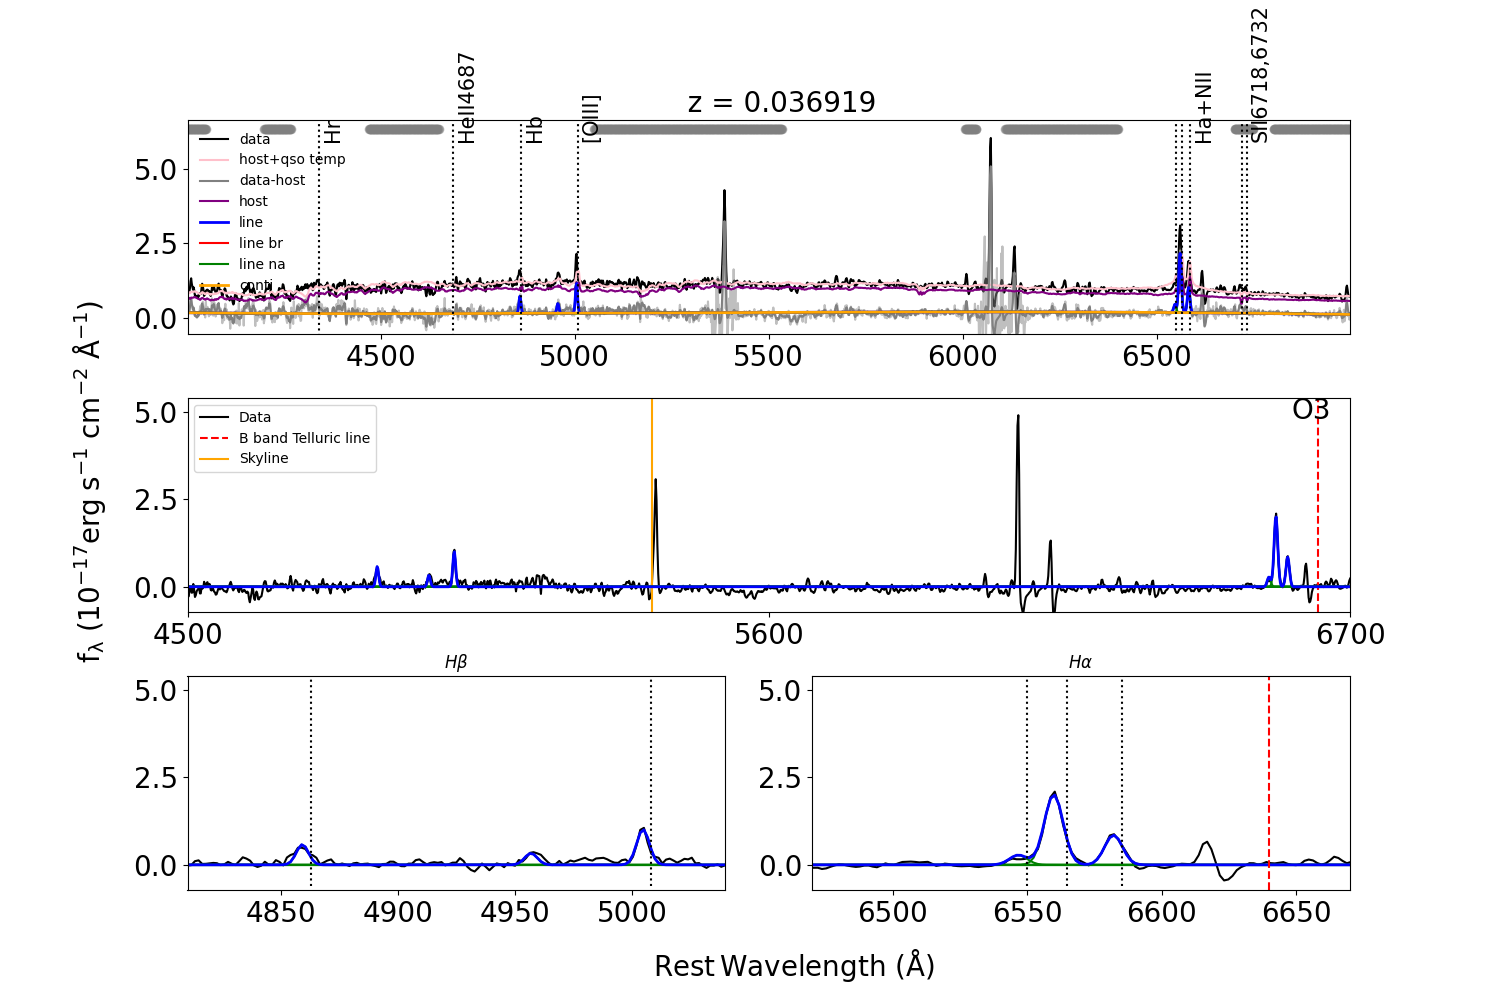 z = 0.036919
Hr
HeII4687
Hb
[OIII]
Ha+NII
SII6718,6732
data
host+qso temp
data-host
host
line
line br
line na
conti
5.0
2.5
0.0
4500 5000 5500 6000 6500
fλ (10⁻¹⁷erg s⁻¹ cm⁻² Å⁻¹)
O3
Data
B band Telluric line
Skyline
5.0
2.5
0.0
4500 5600 6700
Hβ
5.0
2.5
0.0
4850 4900 4950 5000
Hα
5.0
2.5
0.0
6500 6550 6600 6650
Rest Wavelength (Å)